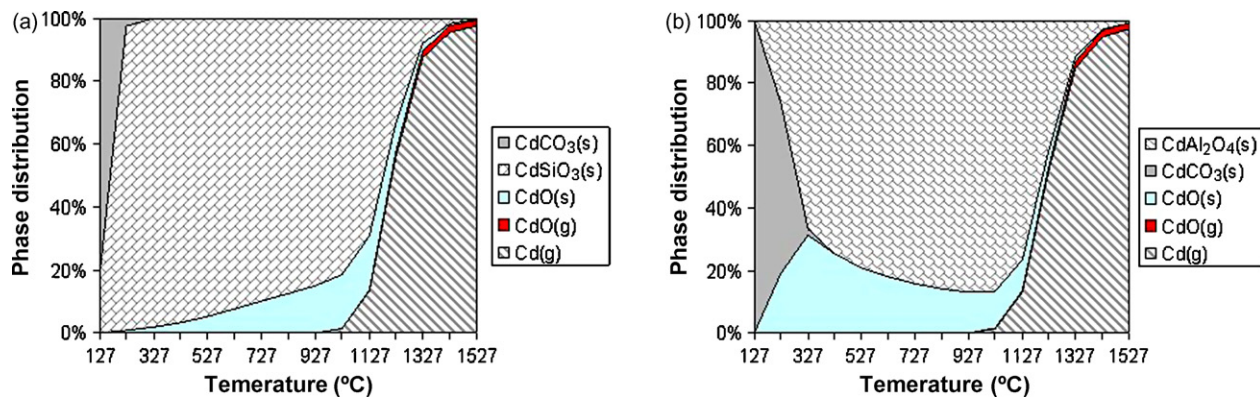 (a)
Phase distribution
100%
80%
60%
40%
20%
0%
127 327 527 727 927 1127 1327 1527
Temerature (ºC)
CdCO₃(s)
CdSiO₃(s)
CdO(s)
CdO(g)
Cd(g)
(b)
Phase distribution
100%
80%
60%
40%
20%
0%
127 327 527 727 927 1127 1327 1527
Temerature (ºC)
CdAl₂O₄(s)
CdCO₃(s)
CdO(s)
CdO(g)
Cd(g)